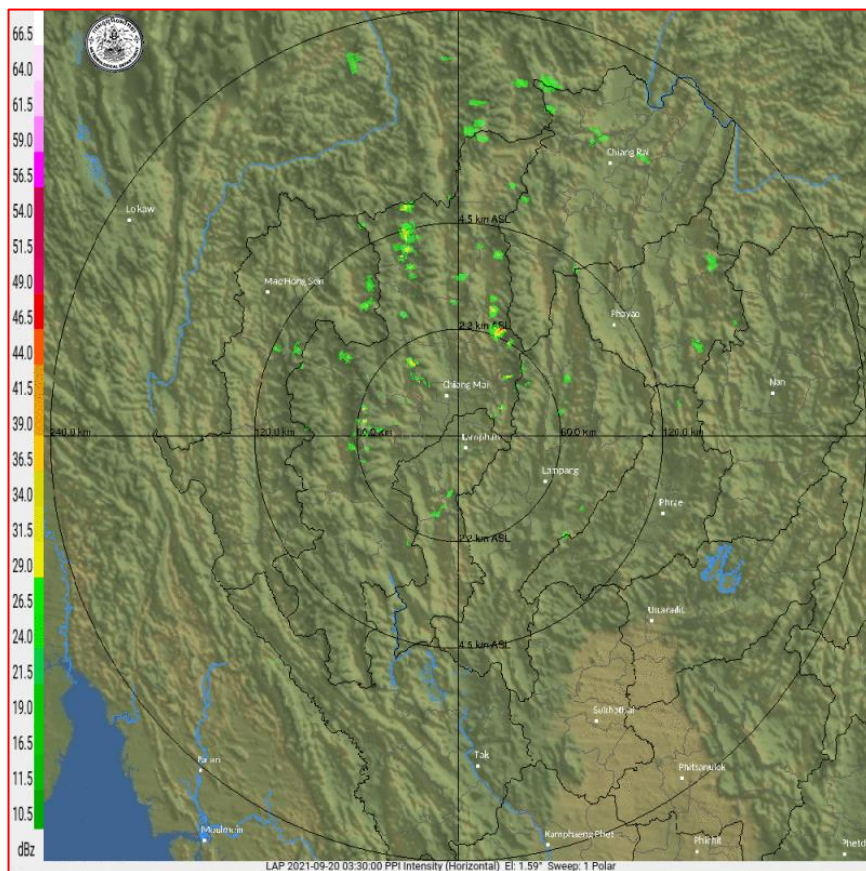 66.5
64.0
61.5
59.0
56.5
54.0
51.5
49.0
46.5
44.0
41.5
39.0
36.5
34.0
31.5
29.0
26.5
24.0
21.5
19.0
16.5
11.5
10.5
dBz
Chiang Rai
Loikaw
4.5 km ASL
Mae Hong Son
Phayao
2.2 km ASL
Chiang Mai
Nan
240.0 km
120.0 km
60.0 km
60.0 km
120.0 km
Lamphun
Lampang
Phrae
2.2 km ASL
Uttaradit
4.5 km ASL
Sukhothai
Tak
Phitsanulok
Moulmein
Kamphaeng Phet
Phichit
Phetch
LAP 2021-09-20 03:30:00 PPI Intensity (Horizontal) El: 1.59° Sweep: 1 Polar